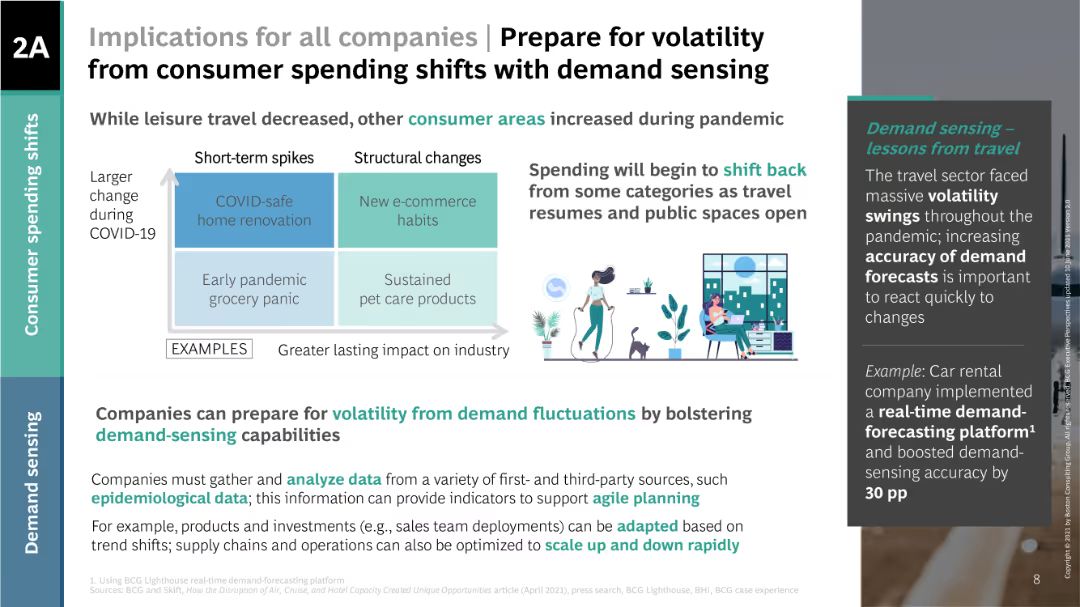 2A
Implications for all companies | Prepare for volatility
from consumer spending shifts with demand sensing
Consumer spending shifts
While leisure travel decreased, other consumer areas increased during pandemic
Larger
change
during
COVID-19
Short-term spikes
Structural changes
COVID-safe
home renovation
New e-commerce
habits
Early pandemic
grocery panic
Sustained
pet care products
EXAMPLES
Greater lasting impact on industry
Spending will begin to shift back
from some categories as travel
resumes and public spaces open
Demand sensing
Companies can prepare for volatility from demand fluctuations by bolstering
demand-sensing capabilities
Companies must gather and analyze data from a variety of first- and third-party sources, such
epidemiological data; this information can provide indicators to support agile planning
For example, products and investments (e.g., sales team deployments) can be adapted based on
trend shifts; supply chains and operations can also be optimized to scale up and down rapidly
Demand sensing –
lessons from travel
The travel sector faced
massive volatility
swings throughout the
pandemic; increasing
accuracy of demand
forecasts is important
to react quickly to
changes
Example: Car rental
company implemented
a real-time demand-
forecasting platform¹
and boosted demand-
sensing accuracy by
30 pp
1. Using BCG Lighthouse real-time demand-forecasting platform
Sources: BCG and Skift, How the Disruption of Air, Cruise, and Hotel Capacity Created Unique Opportunities article (April 2021), press search, BCG Lighthouse, BHI, BCG case experience
8
Copyright © 2021 by Boston Consulting Group. All rights reserved. BCG Executive Perspectives updated 10 June 2021 Version 2.0